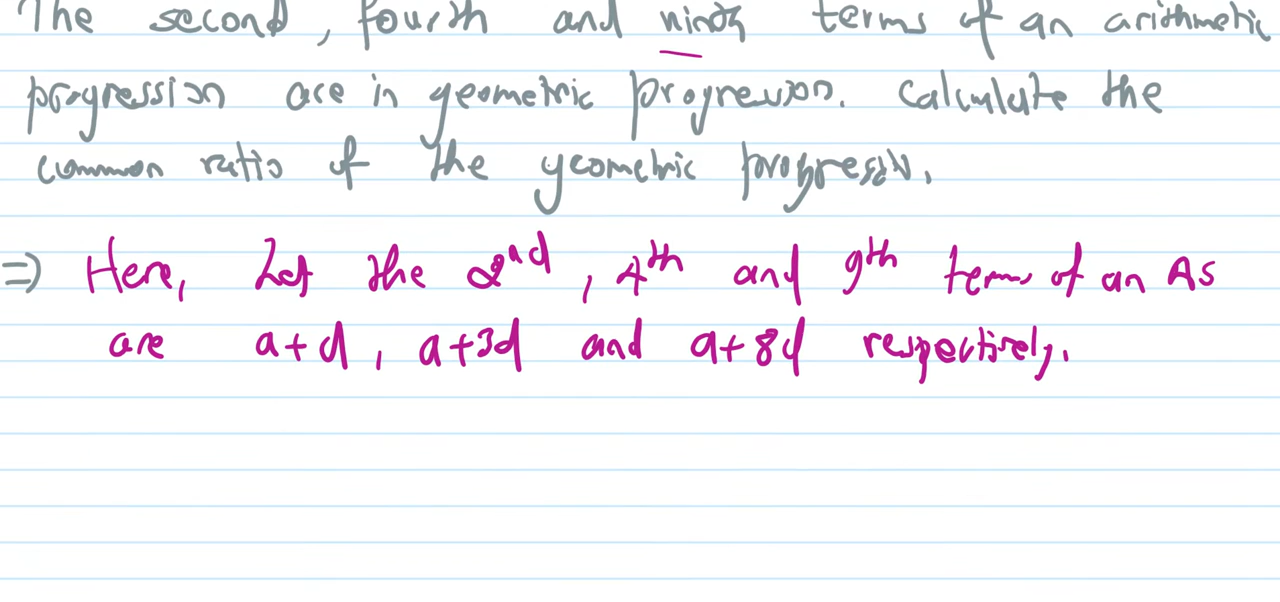 The second, fourth and ninth terms of an arithmetic
progression are in geometric progression. Calculate the
common ratio of the geometric progression.
=> Here, Let the 2nd, 4th and 9th terms of an AS
are a+d, a+3d and a+8d respectively.